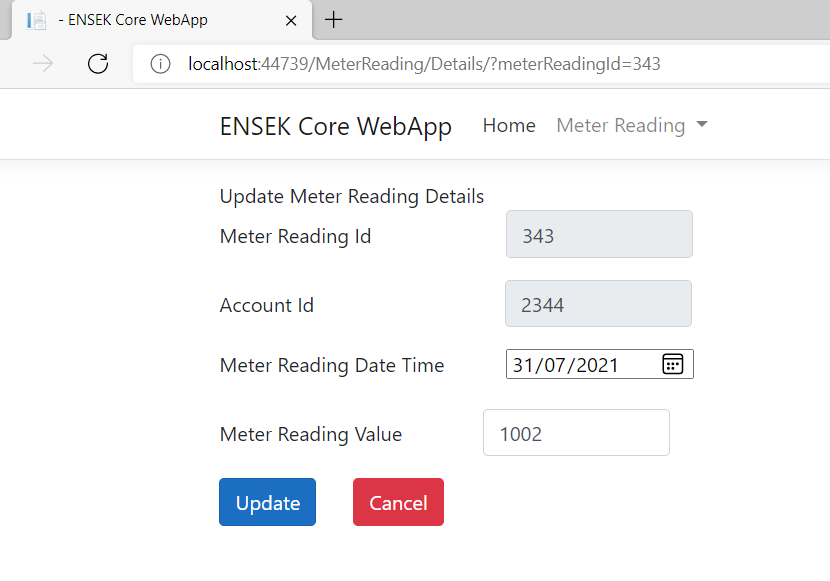 - ENSEK Core WebApp
localhost:44739/MeterReading/Details/?meterReadingId=343
ENSEK Core WebApp Home Meter Reading
Update Meter Reading Details
Meter Reading Id 343
Account Id 2344
Meter Reading Date Time 31/07/2021
Meter Reading Value 1002
Update Cancel